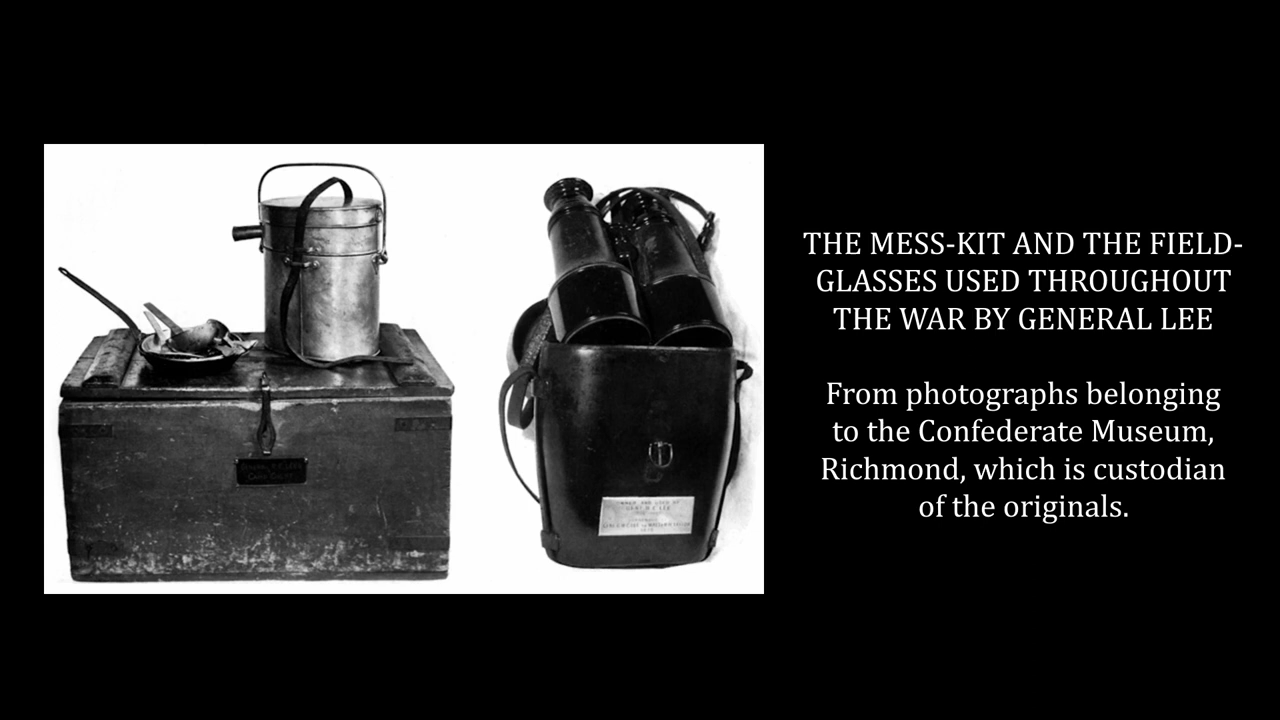 THE MESS-KIT AND THE FIELD-
GLASSES USED THROUGHOUT
THE WAR BY GENERAL LEE
From photographs belonging
to the Confederate Museum,
Richmond, which is custodian
of the originals.